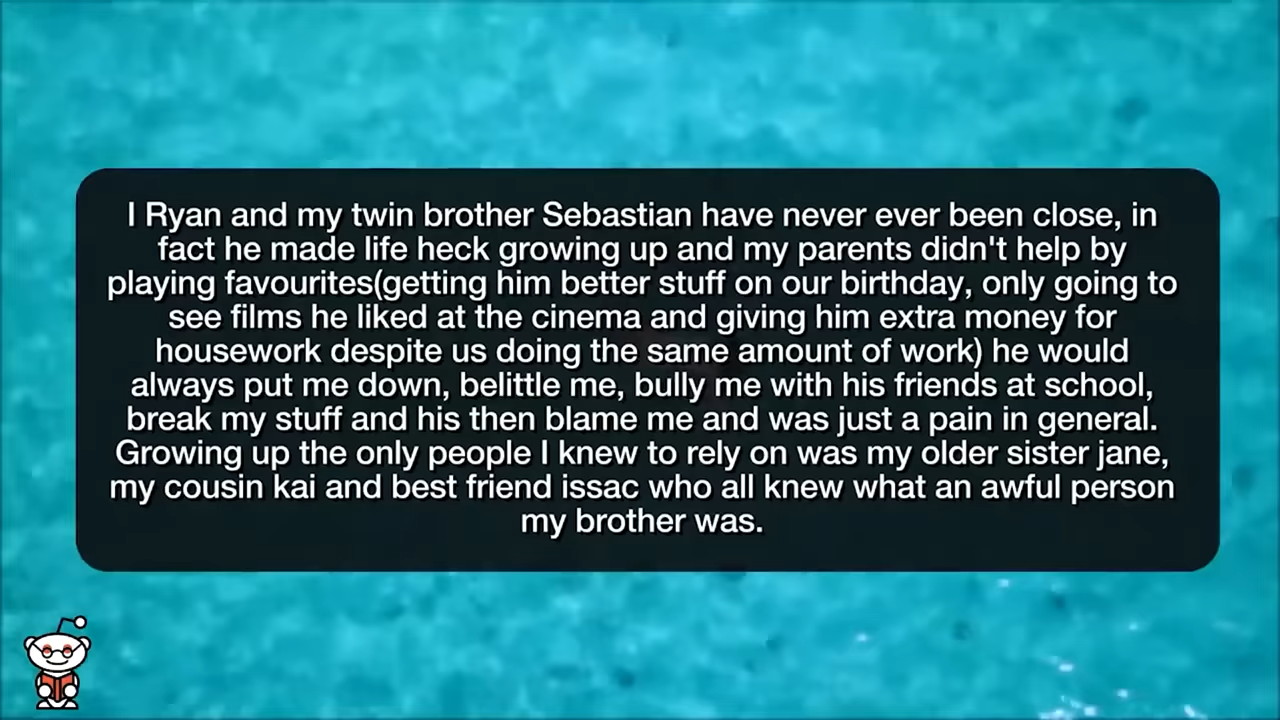 I Ryan and my twin brother Sebastian have never ever been close, in
fact he made life heck growing up and my parents didn't help by
playing favourites(getting him better stuff on our birthday, only going to
see films he liked at the cinema and giving him extra money for
housework despite us doing the same amount of work) he would
always put me down, belittle me, bully me with his friends at school,
break my stuff and his then blame me and was just a pain in general.
Growing up the only people I knew to rely on was my older sister jane,
my cousin kai and best friend issac who all knew what an awful person
my brother was.